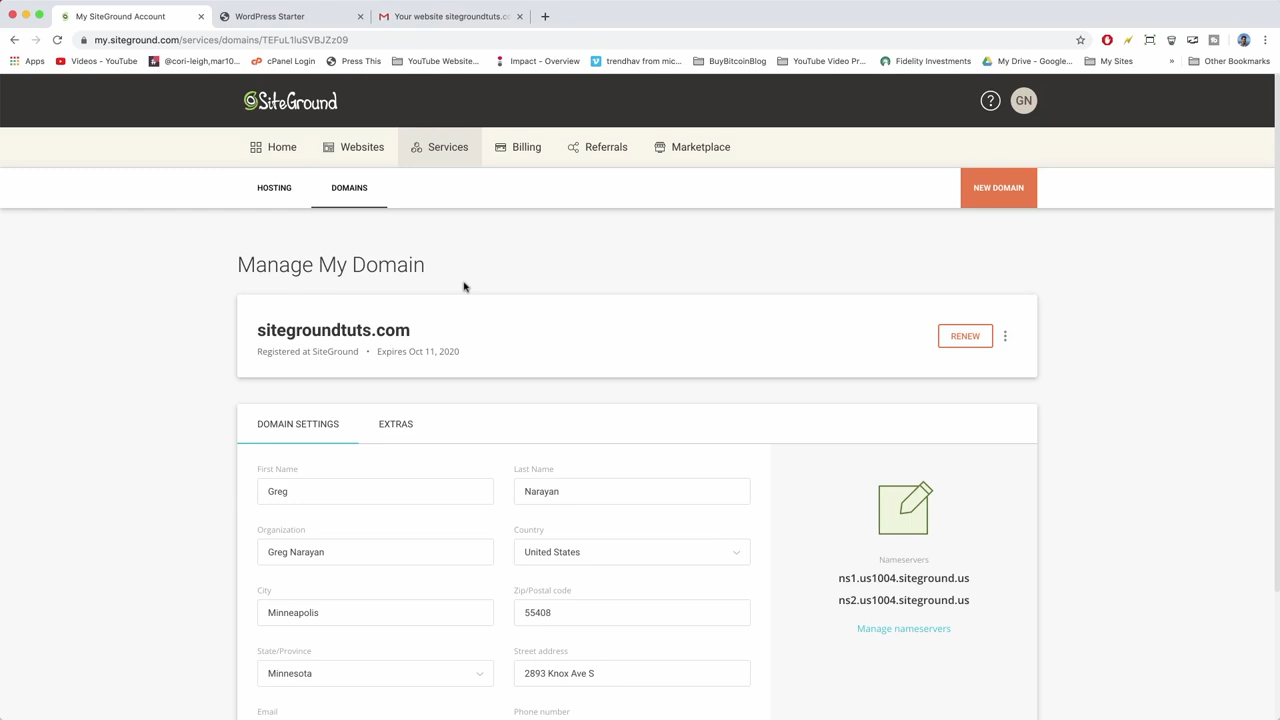 My SiteGround Account
WordPress Starter
Your website sitegroundtuts.c
my.siteground.com/services/domains/TEFuL1luSVBJZz09
Apps Videos - YouTube @cori-leigh,mar10... cPanel Login Press This YouTube Website... Impact - Overview trendhav from mic... BuyBitcoinBlog YouTube Video Pr... Fidelity Investments My Drive - Google... My Sites » Other Bookmarks
SiteGround
? GN
Home Websites Services Billing Referrals Marketplace
HOSTING DOMAINS NEW DOMAIN
Manage My Domain
sitegroundtuts.com
Registered at SiteGround • Expires Oct 11, 2020
RENEW
DOMAIN SETTINGS EXTRAS
First Name Last Name
Greg Narayan
Organization Country
Greg Narayan United States
City Zip/Postal code
Minneapolis 55408
State/Province Street address
Minnesota 2893 Knox Ave S
Email Phone number
Nameservers
ns1.us1004.siteground.us
ns2.us1004.siteground.us
Manage nameservers